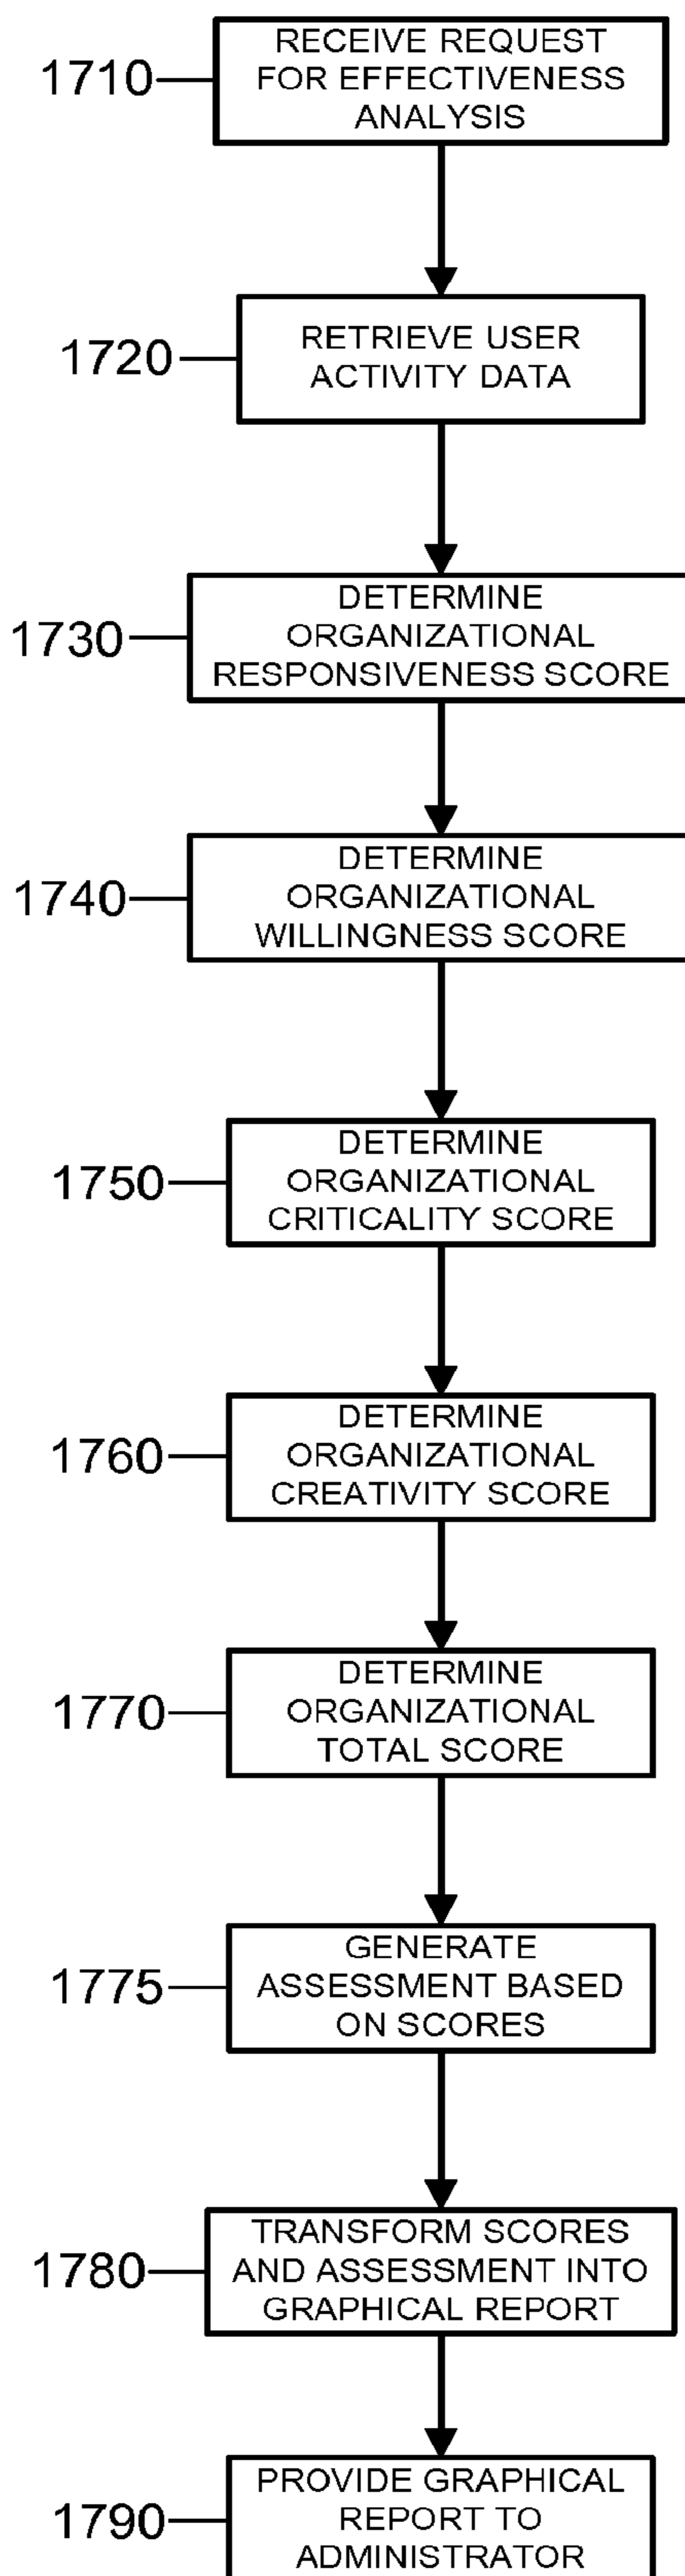 1710
RECEIVE REQUEST
FOR EFFECTIVENESS
ANALYSIS
1720
RETRIEVE USER
ACTIVITY DATA
1730
DETERMINE
ORGANIZATIONAL
RESPONSIVENESS SCORE
1740
DETERMINE
ORGANIZATIONAL
WILLINGNESS SCORE
1750
DETERMINE
ORGANIZATIONAL
CRITICALITY SCORE
1760
DETERMINE
ORGANIZATIONAL
CREATIVITY SCORE
1770
DETERMINE
ORGANIZATIONAL
TOTAL SCORE
1775
GENERATE
ASSESSMENT BASED
ON SCORES
1780
TRANSFORM SCORES
AND ASSESSMENT INTO
GRAPHICAL REPORT
1790
PROVIDE GRAPHICAL
REPORT TO
ADMINISTRATOR